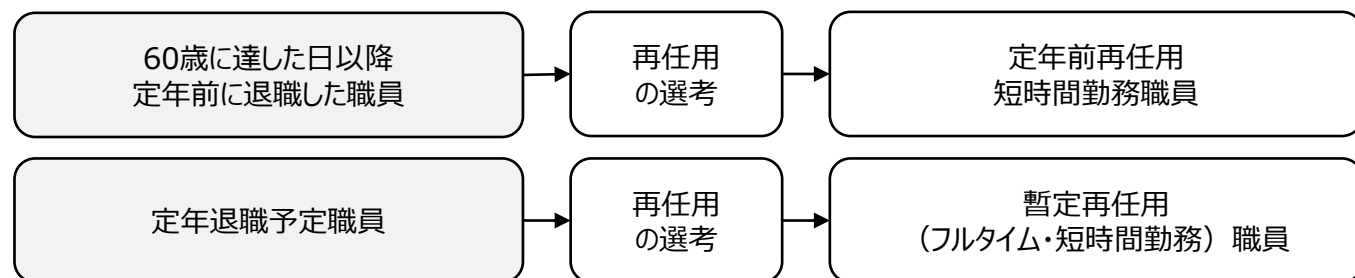 60歳に達した日以降
定年前に退職した職員
再任用
の選考
定年前再任用
短時間勤務職員
定年退職予定職員
再任用
の選考
暫定再任用
（フルタイム・短時間勤務）職員